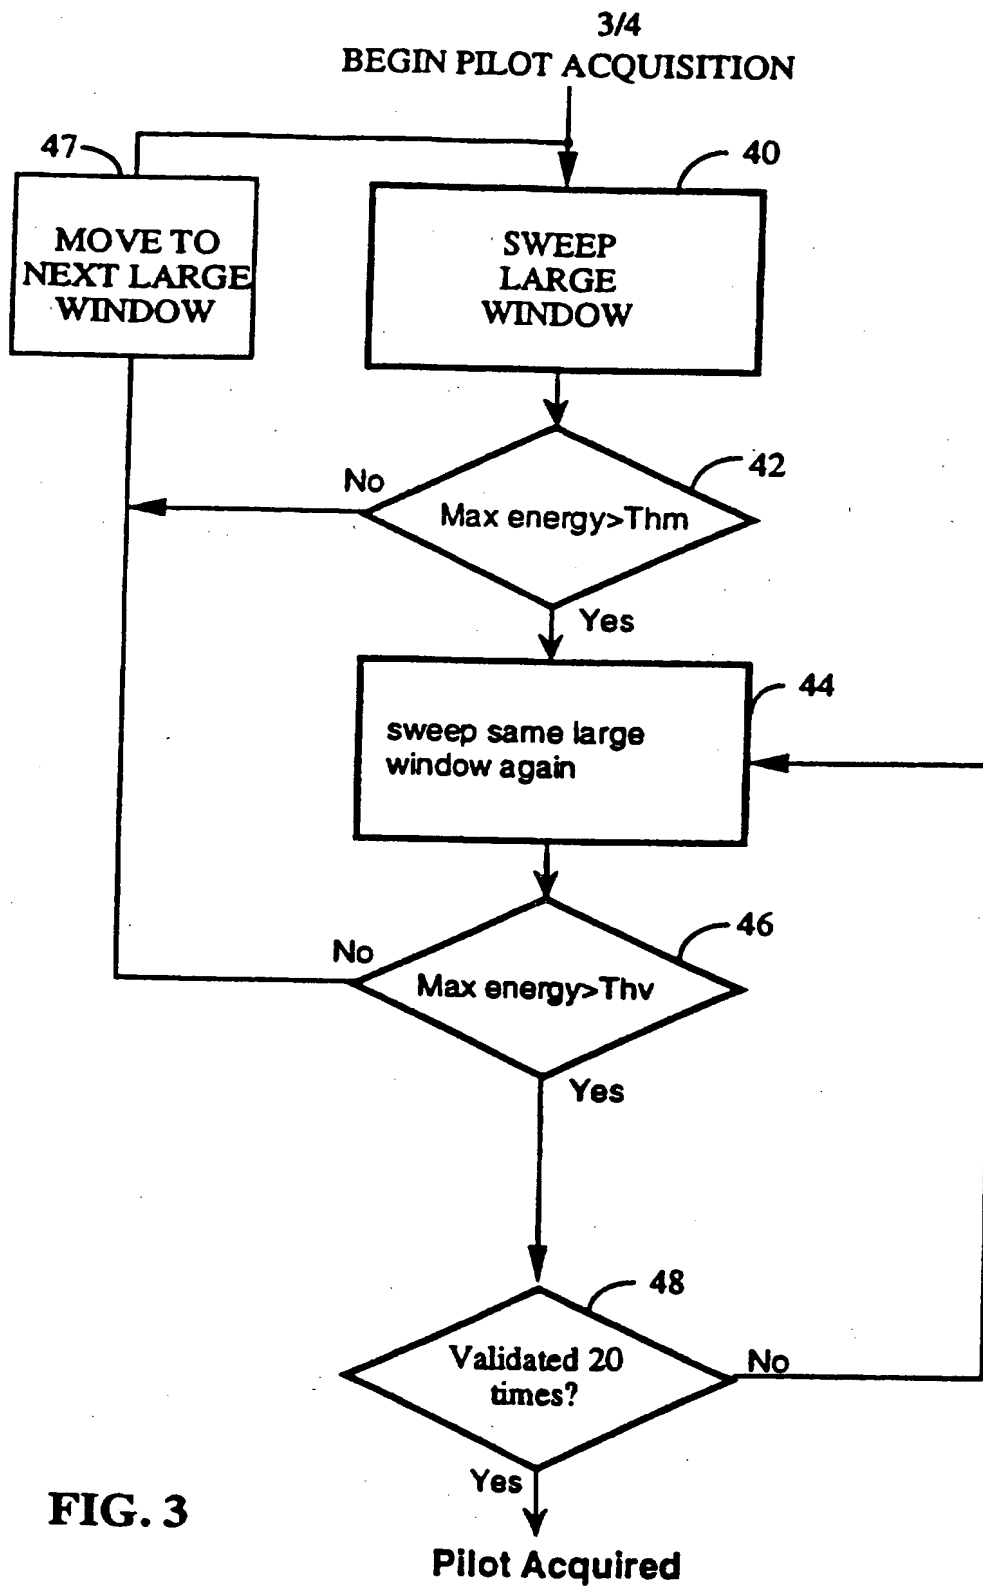 3/4
BEGIN PILOT ACQUISITION
47
40
MOVE TO
NEXT LARGE
WINDOW
SWEEP
LARGE
WINDOW
42
No
Max energy>Thm
Yes
44
sweep same large
window again
46
No
Max energy>Thv
Yes
48
Validated 20
times?
No
Yes
FIG. 3
Pilot Acquired